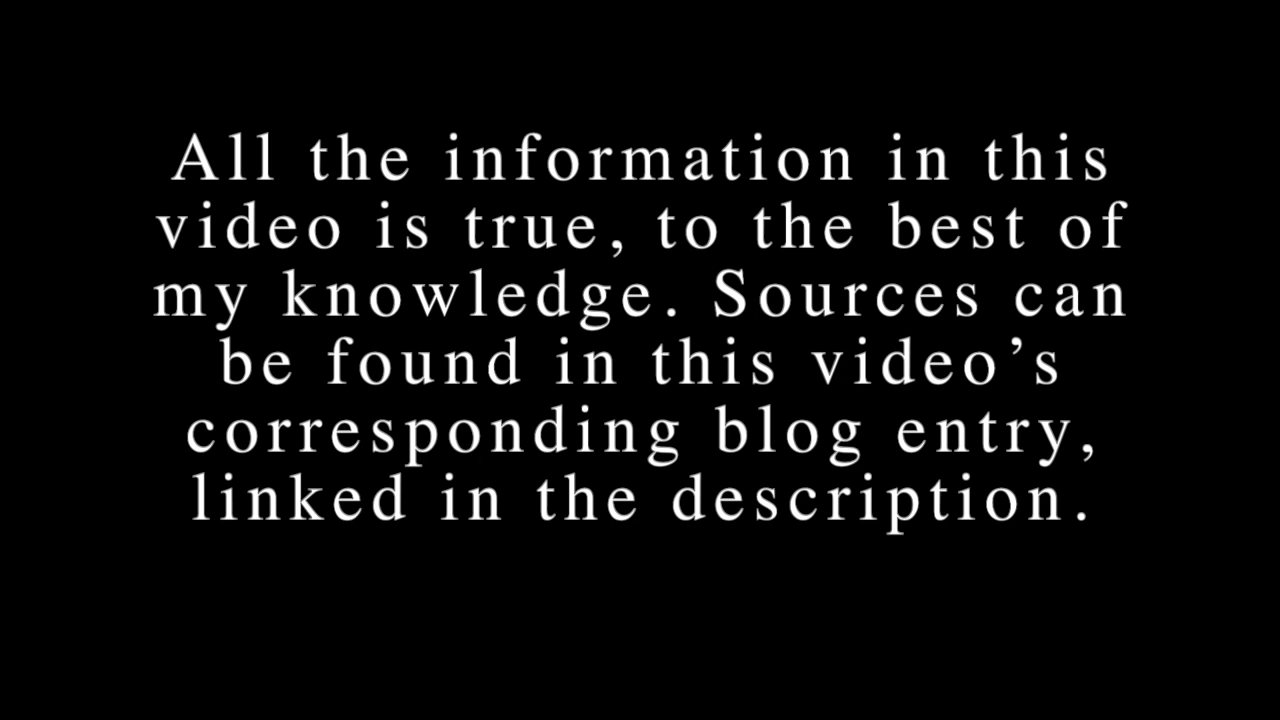 All the information in this
video is true, to the best of
my knowledge. Sources can
be found in this video’s
corresponding blog entry,
linked in the description.